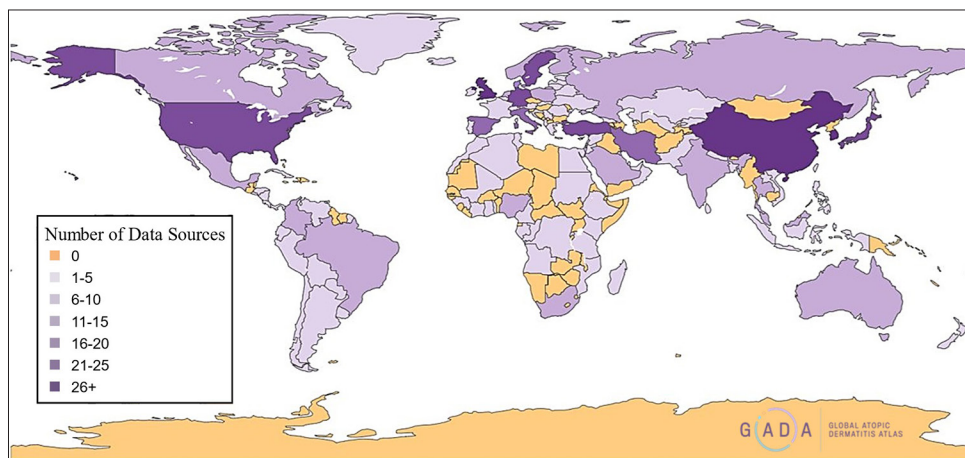 Number of Data Sources
0
1-5
6-10
11-15
16-20
21-25
26+
GADA
GLOBAL ATOPIC
DERMATITIS ATLAS